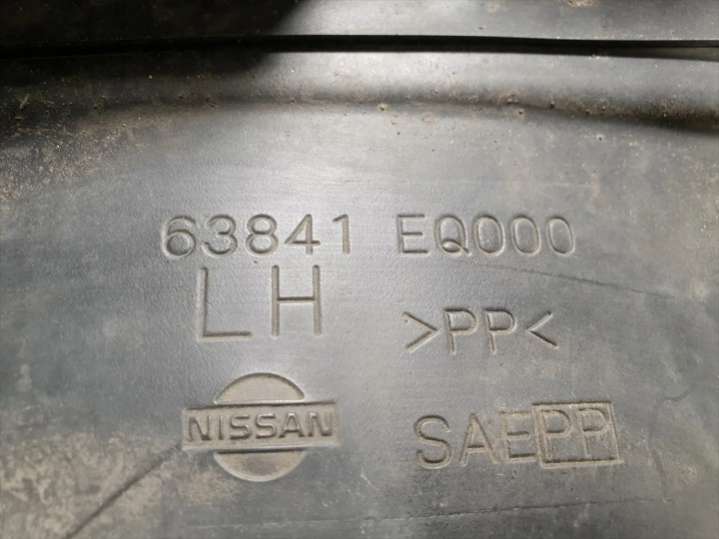 63841 EQ000
LH
>PP<
NISSAN
SAEPP